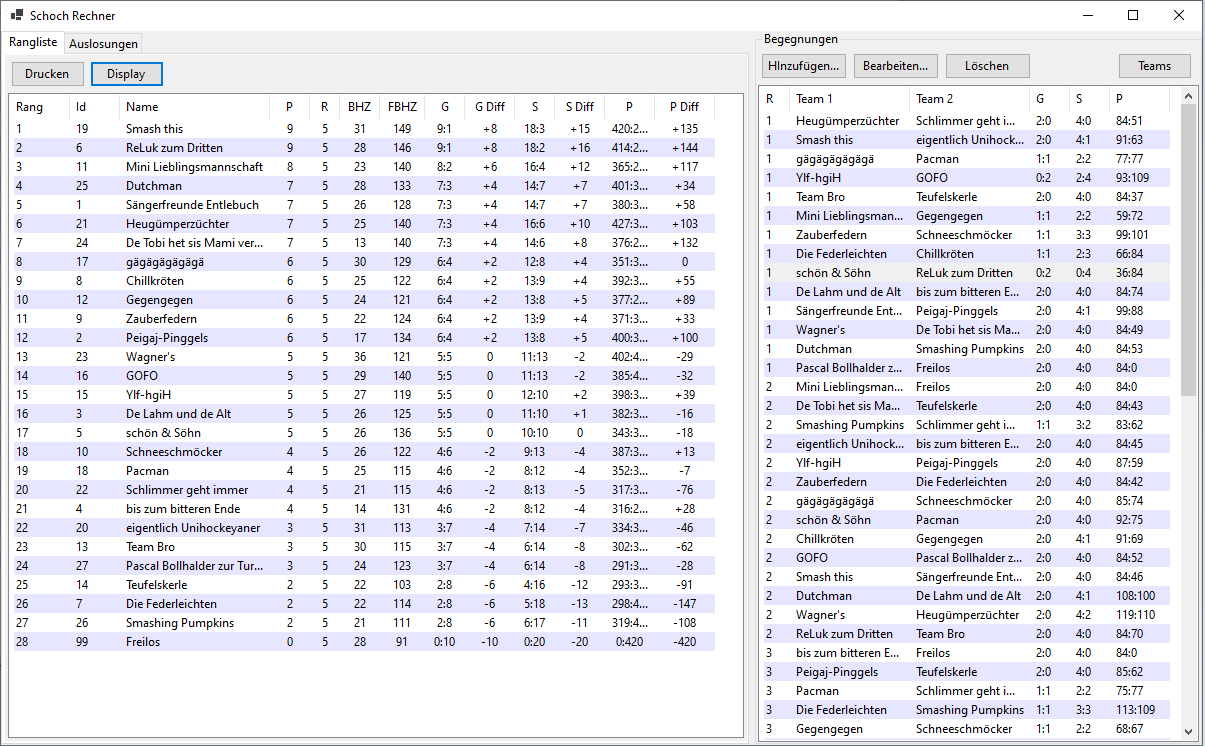 Schoch Rechner
Rangliste Auslosungen
Drucken Display
Rang Id Name P R BHZ FBHZ G G Diff S S Diff P P Diff
1 19 Smash this 9 5 31 149 9:1 +8 18:3 +15 420:2... +135
2 6 ReLuk zum Dritten 9 5 28 146 9:1 +8 18:2 +16 414:2... +144
3 11 Mini Lieblingsmannschaft 8 5 23 140 8:2 +6 16:4 +12 365:2... +117
4 25 Dutchman 7 5 28 133 7:3 +4 14:7 +7 401:3... +34
5 1 Sängerfreunde Entlebuch 7 5 26 128 7:3 +4 14:7 +7 380:3... +58
6 21 Heugümperzüchter 7 5 25 140 7:3 +4 16:6 +10 427:3... +103
7 24 De Tobi het sis Mami ver... 7 5 13 140 7:3 +4 14:6 +8 376:2... +132
8 17 gägägägägägä 6 5 30 129 6:4 +2 12:8 +4 351:3... 0
9 8 Chillkröten 6 5 25 122 6:4 +2 13:9 +4 392:3... +55
10 12 Gegengegen 6 5 24 121 6:4 +2 13:8 +5 377:2... +89
11 9 Zauberfedern 6 5 22 124 6:4 +2 13:9 +4 371:3... +33
12 2 Peigaj-Pinggels 6 5 17 134 6:4 +2 13:8 +5 400:3... +100
13 23 Wagner's 5 5 36 121 5:5 0 11:13 -2 402:4... -29
14 16 GOFO 5 5 29 140 5:5 0 11:13 -2 385:4... -32
15 15 Ylf-hgiH 5 5 27 119 5:5 0 12:10 +2 398:3... +39
16 3 De Lahm und de Alt 5 5 26 125 5:5 0 11:10 +1 382:3... -16
17 5 schön & Söhn 5 5 26 136 5:5 0 10:10 0 343:3... -18
18 10 Schneeschmöcker 4 5 26 122 4:6 -2 9:13 -4 387:3... +13
19 18 Pacman 4 5 25 115 4:6 -2 8:12 -4 352:3... -7
20 22 Schlimmer geht immer 4 5 21 115 4:6 -2 8:13 -5 317:3... -76
21 4 bis zum bitteren Ende 4 5 14 131 4:6 -2 8:12 -4 316:2... +28
22 20 eigentlich Unihockeyaner 3 5 31 113 3:7 -4 7:14 -7 334:3... -46
23 13 Team Bro 3 5 30 115 3:7 -4 6:14 -8 302:3... -62
24 27 Pascal Bollhalder zur Tur... 3 5 24 123 3:7 -4 6:14 -8 291:3... -28
25 14 Teufelskerle 2 5 22 103 2:8 -6 4:16 -12 293:3... -91
26 7 Die Federleichten 2 5 22 114 2:8 -6 5:18 -13 298:4... -147
27 26 Smashing Pumpkins 2 5 21 111 2:8 -6 6:17 -11 319:4... -108
28 99 Freilos 0 5 28 91 0:10 -10 0:20 -20 0:420 -420
Begegnungen
HInzufügen... Bearbeiten... Löschen Teams
R Team 1 Team 2 G S P
1 Heugümperzüchter Schlimmer geht i... 2:0 4:0 84:51
1 Smash this eigentlich Unihock... 2:0 4:1 91:63
1 gägägägägägä Pacman 1:1 2:2 77:77
1 Ylf-hgiH GOFO 0:2 2:4 93:109
1 Team Bro Teufelskerle 2:0 4:0 84:37
1 Mini Lieblingsman... Gegengegen 1:1 2:2 59:72
1 Zauberfedern Schneeschmöcker 1:1 3:3 99:101
1 Die Federleichten Chillkröten 1:1 2:3 66:84
1 schön & Söhn ReLuk zum Dritten 0:2 0:4 36:84
1 De Lahm und de Alt bis zum bitteren E... 2:0 4:0 84:74
1 Sängerfreunde Ent... Peigaj-Pinggels 2:0 4:1 99:88
1 Wagner's De Tobi het sis Ma... 2:0 4:0 84:49
1 Dutchman Smashing Pumpkins 2:0 4:0 84:53
1 Pascal Bollhalder z... Freilos 2:0 4:0 84:0
2 Mini Lieblingsman... Freilos 2:0 4:0 84:0
2 De Tobi het sis Ma... Teufelskerle 2:0 4:0 84:43
2 Smashing Pumpkins Schlimmer geht i... 1:1 3:2 83:62
2 eigentlich Unihock... bis zum bitteren E... 2:0 4:0 84:45
2 Ylf-hgiH Peigaj-Pinggels 2:0 4:0 87:59
2 Zauberfedern Die Federleichten 2:0 4:0 84:42
2 gägägägägägä Schneeschmöcker 2:0 4:0 85:74
2 schön & Söhn Pacman 2:0 4:0 92:75
2 Chillkröten Gegengegen 2:0 4:1 91:69
2 GOFO Pascal Bollhalder z... 2:0 4:0 84:52
2 Smash this Sängerfreunde Ent... 2:0 4:0 84:46
2 Dutchman De Lahm und de Alt 2:0 4:1 108:100
2 Wagner's Heugümperzüchter 2:0 4:2 119:110
2 ReLuk zum Dritten Team Bro 2:0 4:0 84:70
3 bis zum bitteren E... Freilos 2:0 4:0 84:0
3 Peigaj-Pinggels Teufelskerle 2:0 4:0 85:62
3 Pacman Schlimmer geht i... 1:1 2:2 75:77
3 Die Federleichten Smashing Pumpkins 1:1 3:3 113:109
3 Gegengegen Schneeschmöcker 1:1 2:2 68:67